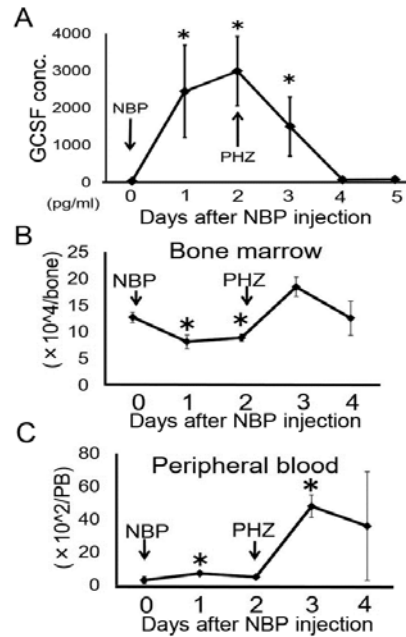 A
GCSF conc.
4000
3000
2000
1000
0
(pg/ml)
NBP
PHZ
* * *
0 1 2 3 4 5
Days after NBP injection
B
Bone marrow
(×10^4/bone)
25
20
15
10
5
0
NBP
PHZ
* *
0 1 2 3 4
Days after NBP injection
C
Peripheral blood
(×10^2/PB)
80
60
40
20
0
NBP
PHZ
* *
0 1 2 3 4
Days after NBP injection